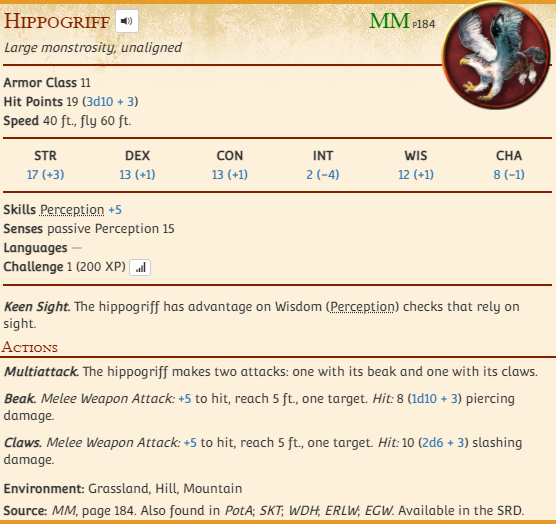 Hippogriff MM p184
Large monstrosity, unaligned
Armor Class 11
Hit Points 19 (3d10 + 3)
Speed 40 ft., fly 60 ft.
STR DEX CON INT WIS CHA
17 (+3) 13 (+1) 13 (+1) 2 (−4) 12 (+1) 8 (−1)
Skills Perception +5
Senses passive Perception 15
Languages —
Challenge 1 (200 XP)
Keen Sight. The hippogriff has advantage on Wisdom (Perception) checks that rely on
sight.
Actions
Multiattack. The hippogriff makes two attacks: one with its beak and one with its claws.
Beak. Melee Weapon Attack: +5 to hit, reach 5 ft., one target. Hit: 8 (1d10 + 3) piercing
damage.
Claws. Melee Weapon Attack: +5 to hit, reach 5 ft., one target. Hit: 10 (2d6 + 3) slashing
damage.
Environment: Grassland, Hill, Mountain
Source: MM, page 184. Also found in PotA; SKT; WDH; ERLW; EGW. Available in the SRD.